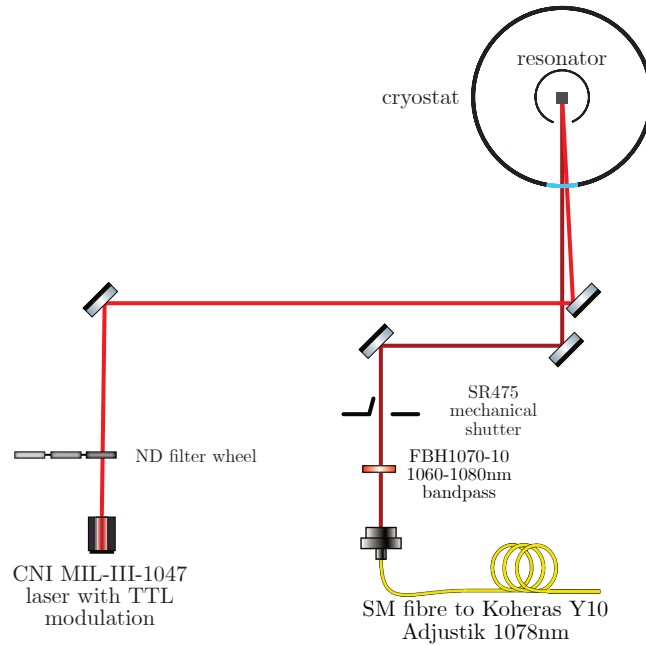 resonator
cryostat
SR475
mechanical
shutter
ND filter wheel
FBH1070-10
1060-1080nm
bandpass
CNI MIL-III-1047
laser with TTL
modulation
SM fibre to Koheras Y10
Adjustik 1078nm